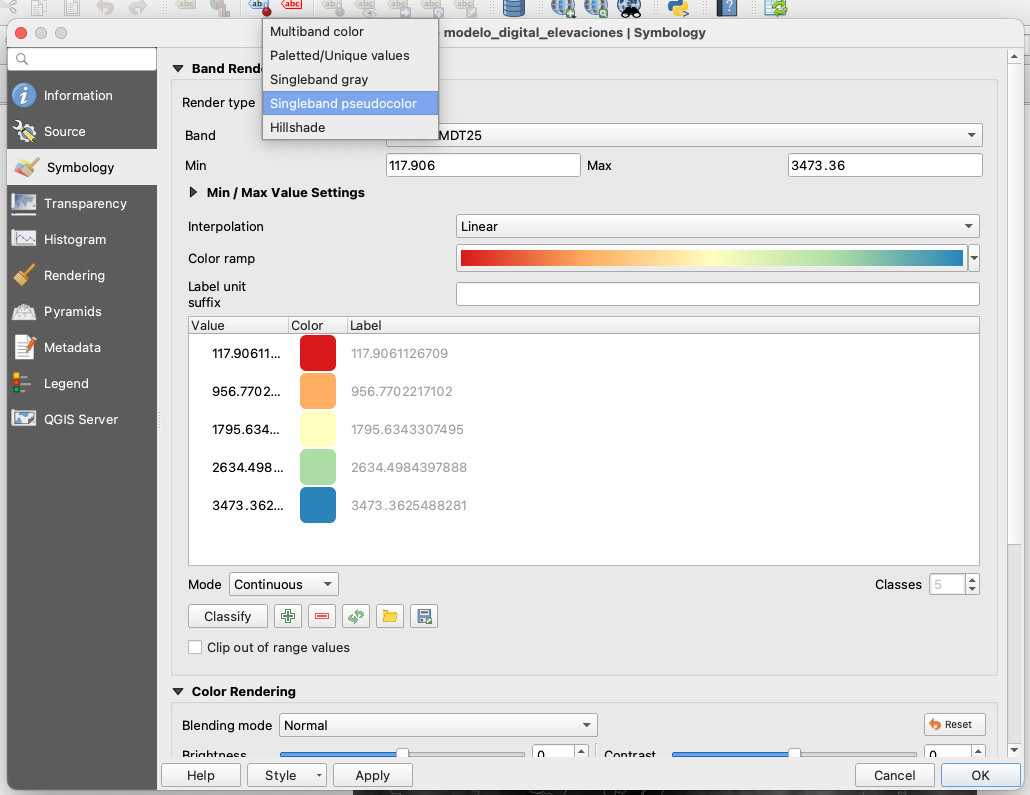 abc
ab
abc
Multiband color
modelo_digital_elevaciones | Symbology
Paletted/Unique values
Singleband gray
Singleband pseudocolor
Hillshade
Information
Source
Symbology
Transparency
Histogram
Rendering
Pyramids
Metadata
Legend
QGIS Server
Band Rend
Render type
Band
MDT25
Min
117.906
Max
3473.36
Min / Max Value Settings
Interpolation
Linear
Color ramp
Label unit
suffix
Value Color Label
117.90611... 117.9061126709
956.7702... 956.7702217102
1795.634... 1795.6343307495
2634.498... 2634.4984397888
3473.362... 3473.3625488281
Mode Continuous Classes 5
Classify
Clip out of range values
Color Rendering
Blending mode Normal Reset
Brightness 0 Contrast 0
Help Style Apply Cancel OK